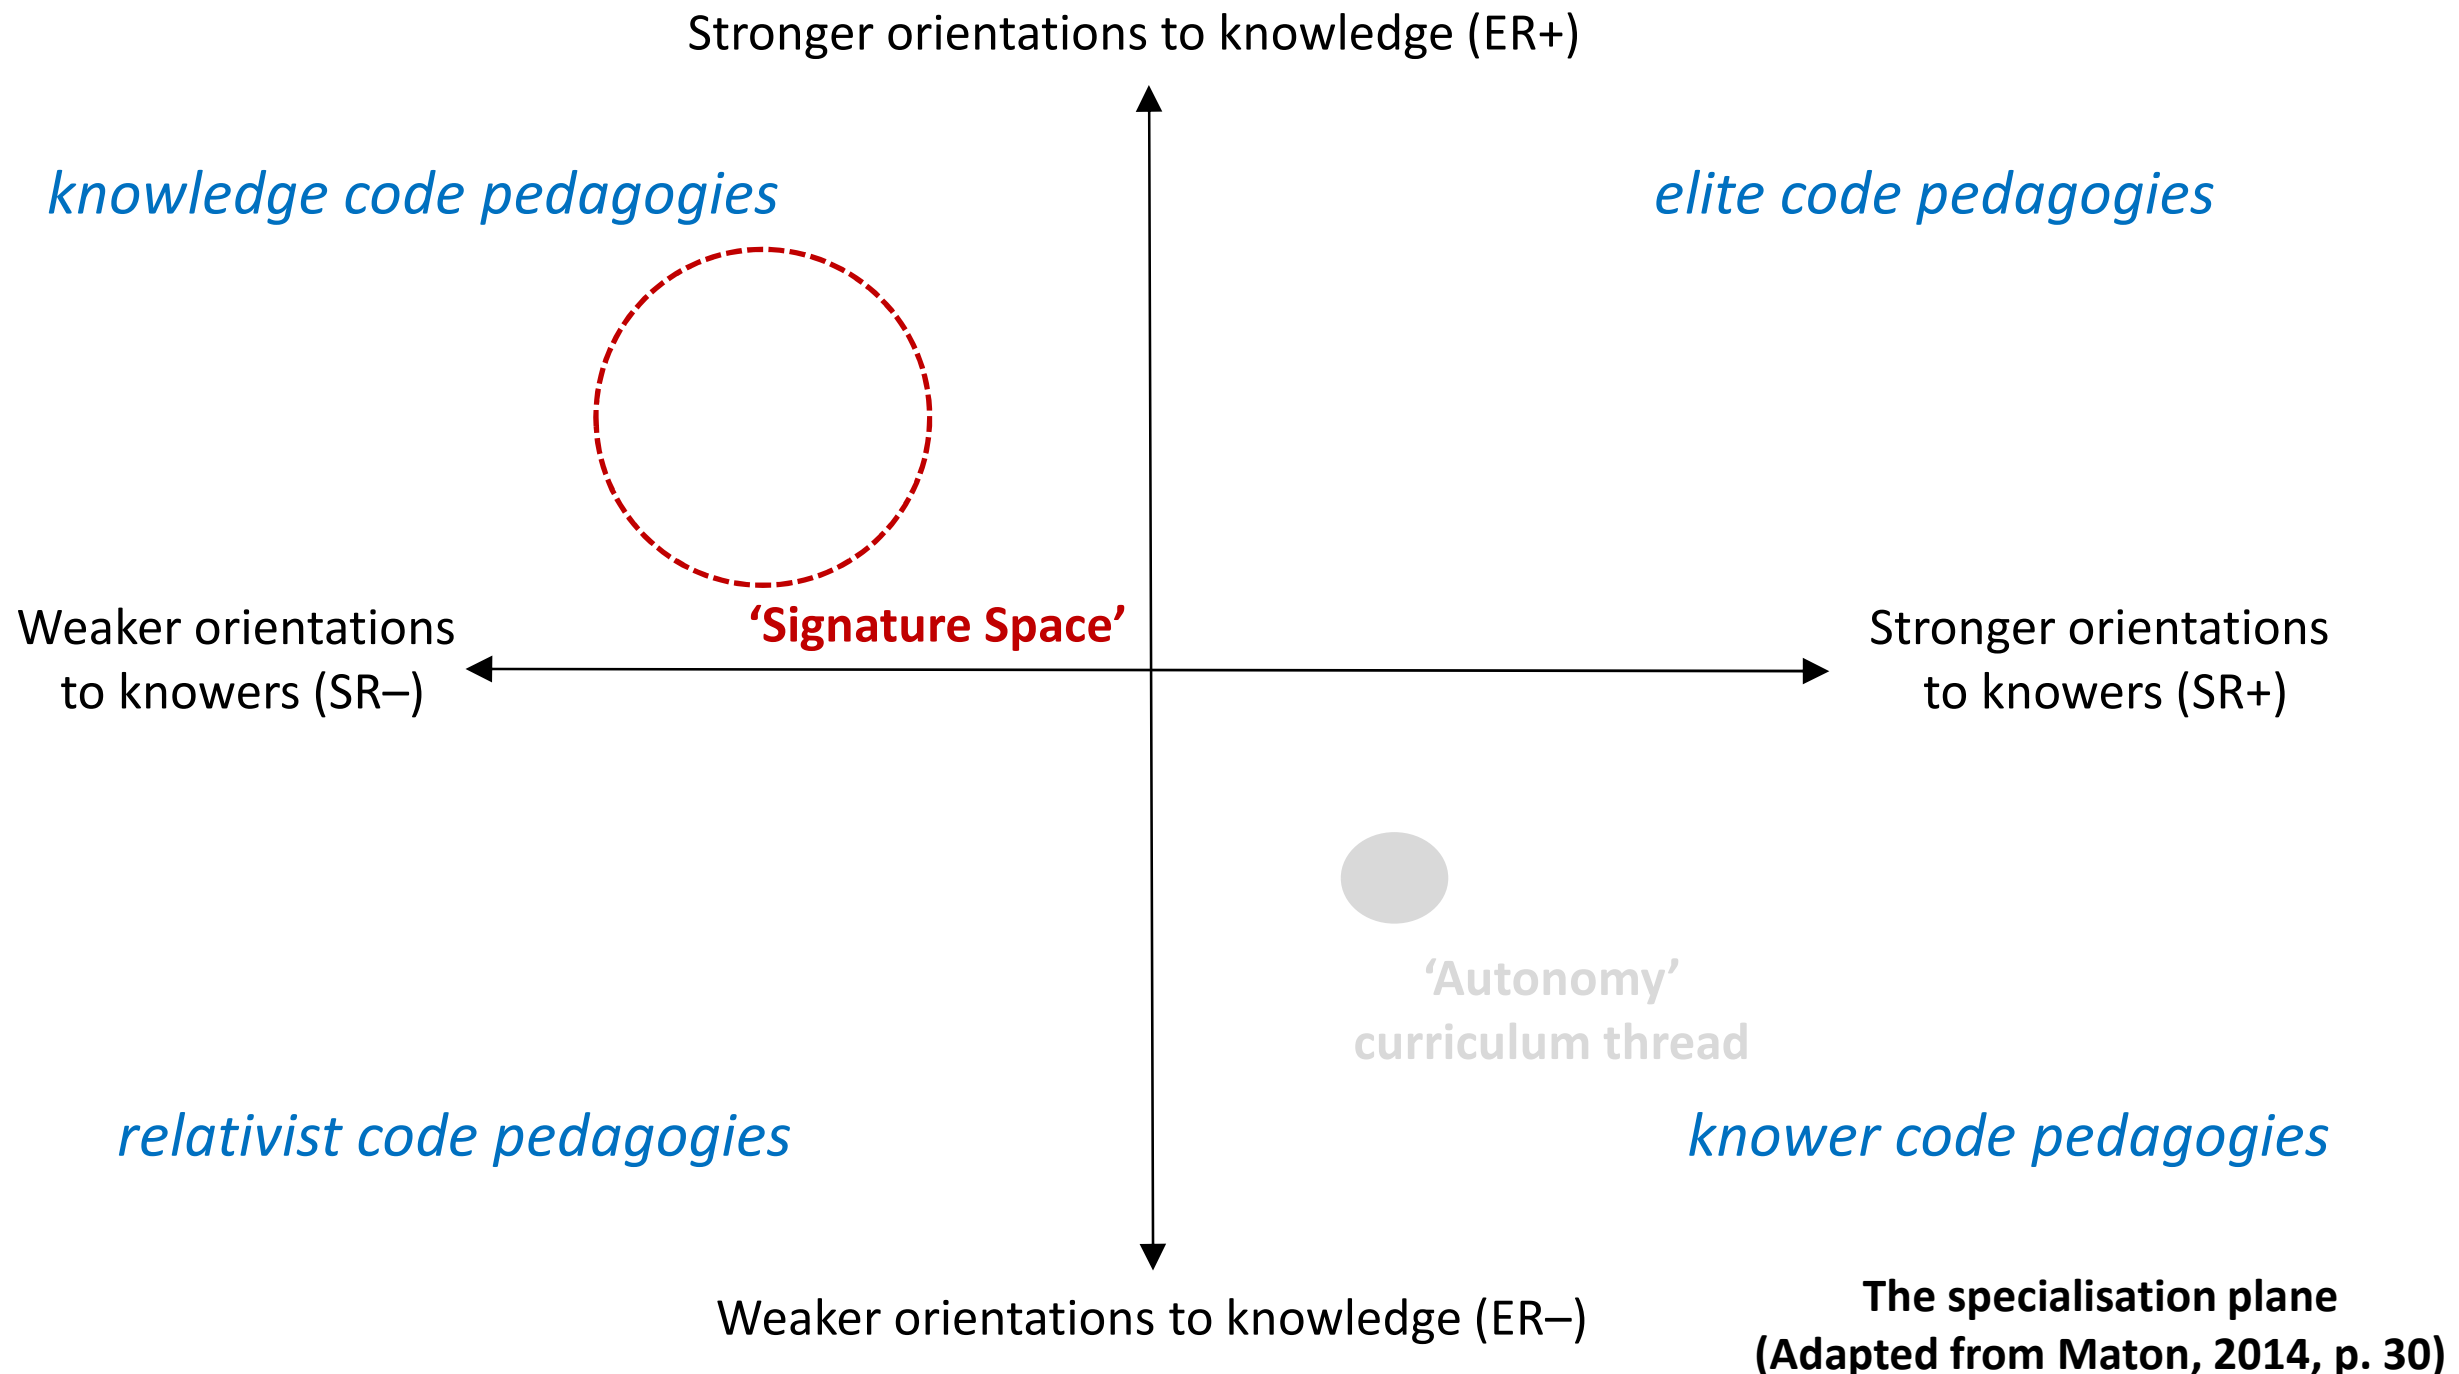 Stronger orientations to knowledge (ER+)
knowledge code pedagogies
elite code pedagogies
‘Signature Space’
Weaker orientations
to knowers (SR–)
Stronger orientations
to knowers (SR+)
‘Autonomy’
curriculum thread
relativist code pedagogies
knower code pedagogies
Weaker orientations to knowledge (ER–)
The specialisation plane
(Adapted from Maton, 2014, p. 30)